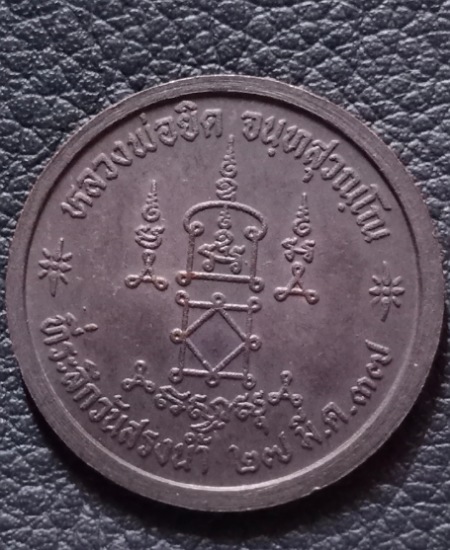 หลวงพ่อยิด จนฺทสุวณฺโณ
ที่ระลึกวันสรงน้ำ ๒๗ มี.ค.๓๗